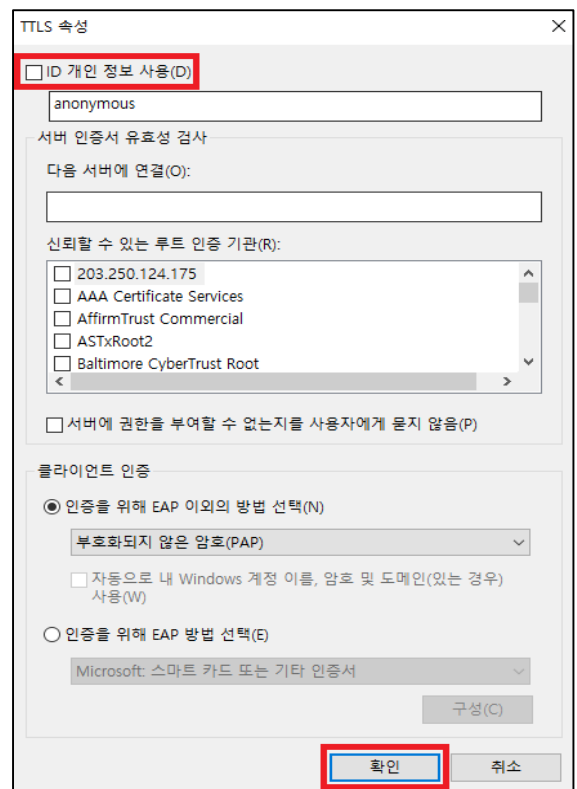 TTLS 속성
ID 개인 정보 사용(D)
anonymous
서버 인증서 유효성 검사
다음 서버에 연결(O):
신뢰할 수 있는 루트 인증 기관(R):
203.250.124.175
AAA Certificate Services
AffirmTrust Commercial
ASTxRoot2
Baltimore CyberTrust Root
서버에 권한을 부여할 수 없는지를 사용자에게 묻지 않음(P)
클라이언트 인증
인증을 위해 EAP 이외의 방법 선택(N)
부호화되지 않은 암호(PAP)
자동으로 내 Windows 계정 이름, 암호 및 도메인(있는 경우)
사용(W)
인증을 위해 EAP 방법 선택(E)
Microsoft: 스마트 카드 또는 기타 인증서
구성(C)
확인
취소